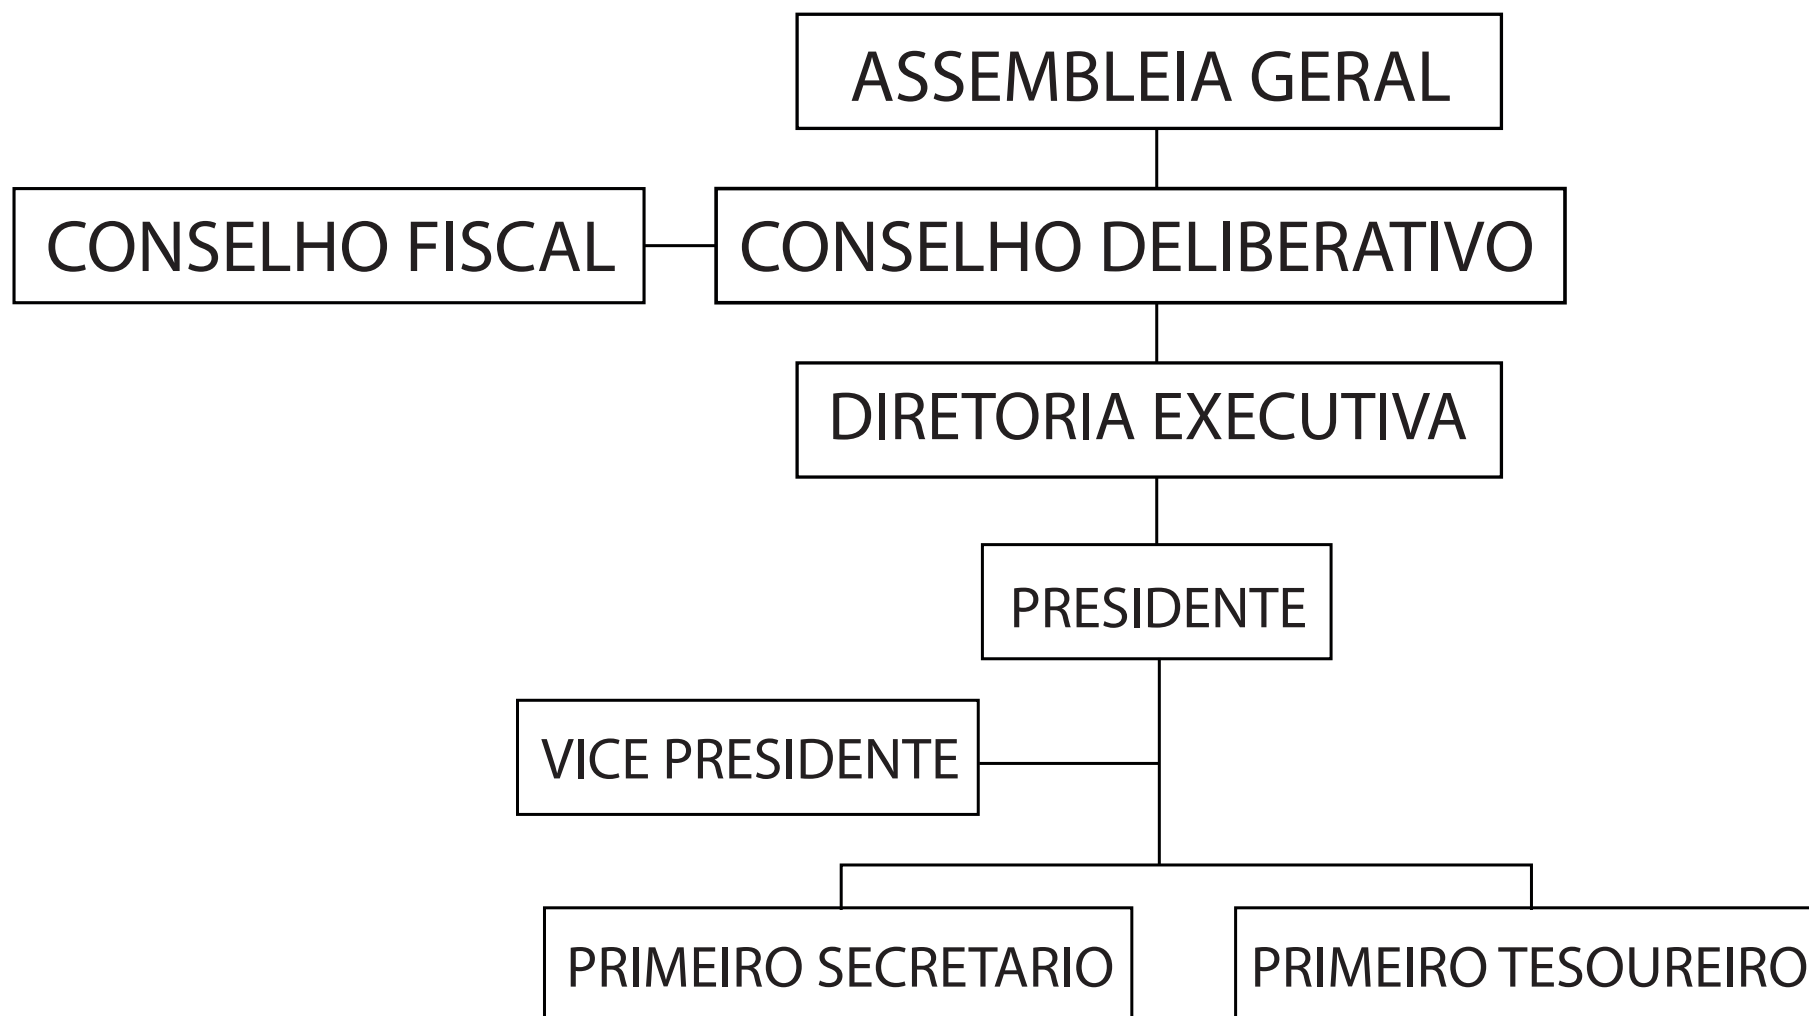 ASSEMBLEIA GERAL
CONSELHO FISCAL
CONSELHO DELIBERATIVO
DIRETORIA EXECUTIVA
PRESIDENTE
VICE PRESIDENTE
PRIMEIRO SECRETARIO
PRIMEIRO TESOUREIRO